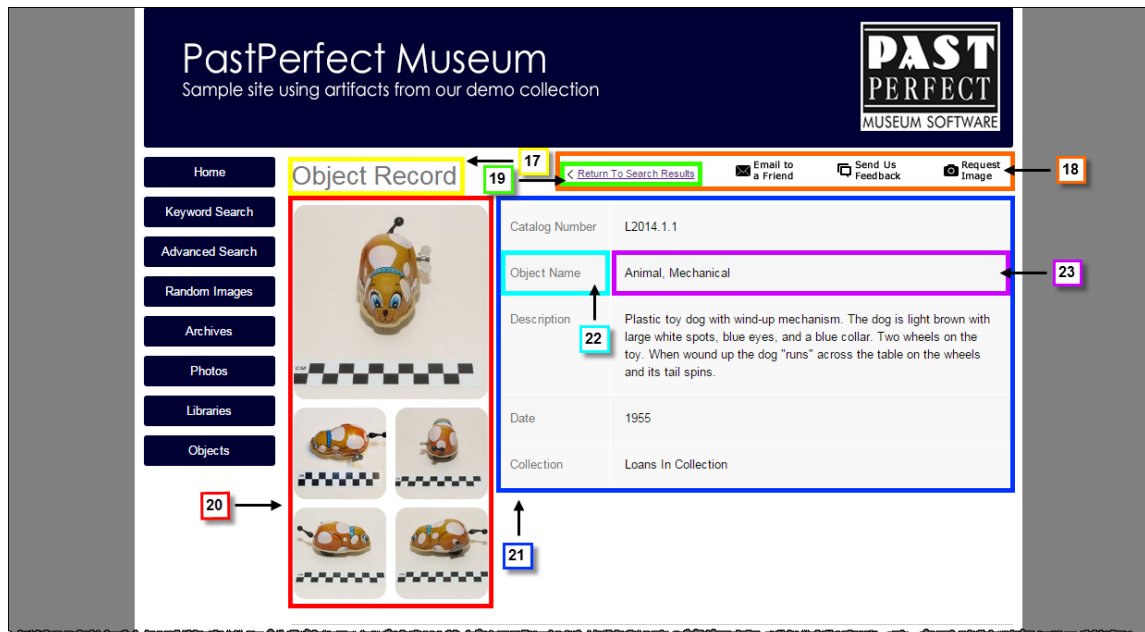 PastPerfect Museum
Sample site using artifacts from our demo collection
PAST
PERFECT
MUSEUM SOFTWARE
Home
Keyword Search
Advanced Search
Random Images
Archives
Photos
Libraries
Objects
Object Record
17
19
< Return To Search Results
Email to
a Friend
Send Us
Feedback
Request
Image
18
Catalog Number L2014.1.1
Object Name Animal, Mechanical
23
22
Description Plastic toy dog with wind-up mechanism. The dog is light brown with
large white spots, blue eyes, and a blue collar. Two wheels on the
toy. When wound up the dog "runs" across the table on the wheels
and its tail spins.
Date 1955
Collection Loans In Collection
CM
20
21